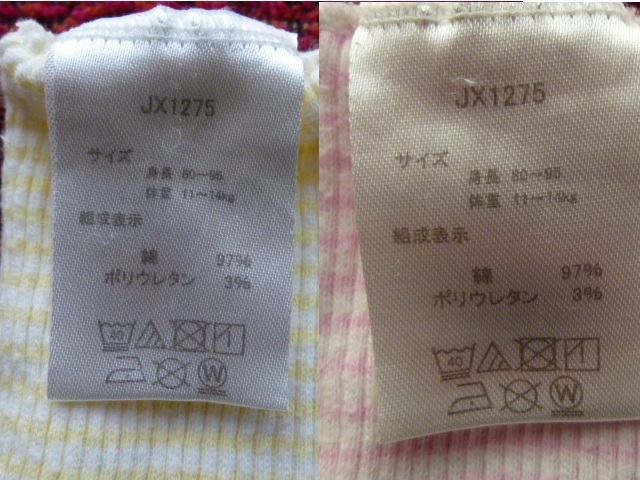 JX1275
サイズ
身長 80～95
体重 11～14kg
組成表示
綿 97%
ポリウレタン 3%
40
W
JX1275
サイズ
身長 80～95
体重 11～14kg
組成表示
綿 97%
ポリウレタン 3%
40
W